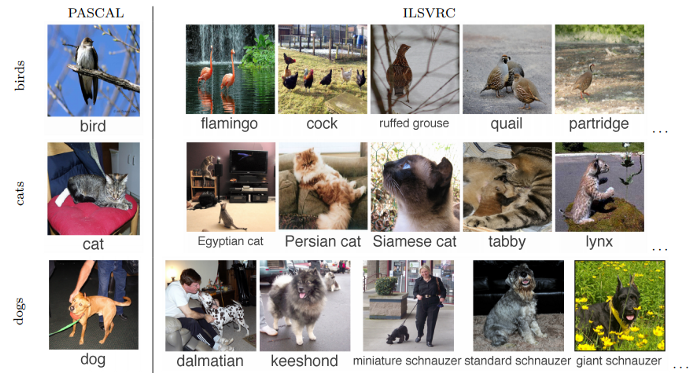 PASCAL
ILSVRC
birds
bird
flamingo
cock
ruffed grouse
quail
partridge
...
cats
cat
Egyptian cat
Persian cat
Siamese cat
tabby
lynx
...
dogs
dog
dalmatian
keeshond
miniature schnauzer
standard schnauzer
giant schnauzer
...